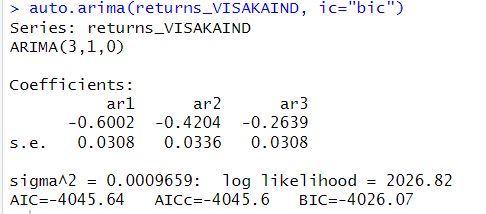 > auto.arima(returns_VISAKAIND, ic="bic")
Series: returns_VISAKAIND
ARIMA(3,1,0)
Coefficients:
ar1 ar2 ar3
-0.6002 -0.4204 -0.2639
s.e. 0.0308 0.0336 0.0308
sigma^2 = 0.0009659: log likelihood = 2026.82
AIC=-4045.64 AICc=-4045.6 BIC=-4026.07